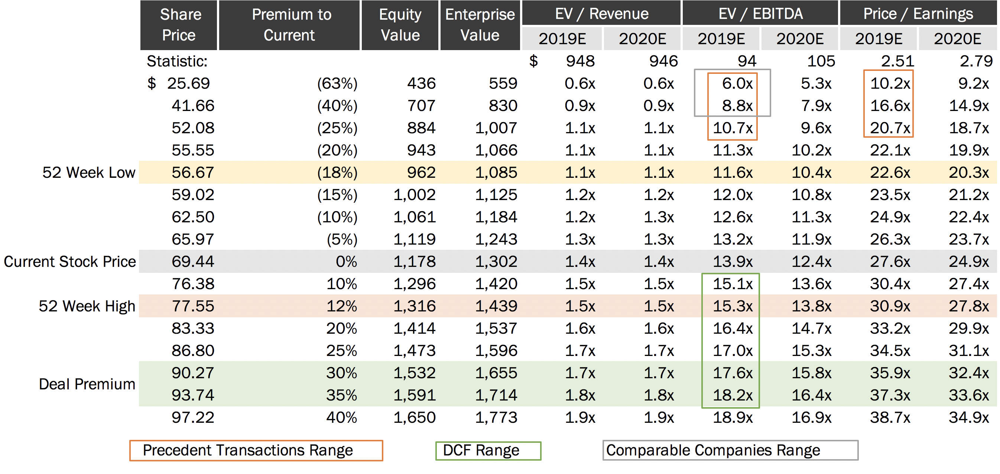 Share Price Premium to Current Equity Value Enterprise Value EV / Revenue EV / EBITDA Price / Earnings
2019E 2020E 2019E 2020E 2019E 2020E
Statistic: $ 948 946 94 105 2.51 2.79
$ 25.69 (63%) 436 559 0.6x 0.6x 6.0x 5.3x 10.2x 9.2x
41.66 (40%) 707 830 0.9x 0.9x 8.8x 7.9x 16.6x 14.9x
52.08 (25%) 884 1,007 1.1x 1.1x 10.7x 9.6x 20.7x 18.7x
55.55 (20%) 943 1,066 1.1x 1.1x 11.3x 10.2x 22.1x 19.9x
52 Week Low 56.67 (18%) 962 1,085 1.1x 1.1x 11.6x 10.4x 22.6x 20.3x
59.02 (15%) 1,002 1,125 1.2x 1.2x 12.0x 10.8x 23.5x 21.2x
62.50 (10%) 1,061 1,184 1.2x 1.3x 12.6x 11.3x 24.9x 22.4x
65.97 (5%) 1,119 1,243 1.3x 1.3x 13.2x 11.9x 26.3x 23.7x
Current Stock Price 69.44 0% 1,178 1,302 1.4x 1.4x 13.9x 12.4x 27.6x 24.9x
76.38 10% 1,296 1,420 1.5x 1.5x 15.1x 13.6x 30.4x 27.4x
52 Week High 77.55 12% 1,316 1,439 1.5x 1.5x 15.3x 13.8x 30.9x 27.8x
83.33 20% 1,414 1,537 1.6x 1.6x 16.4x 14.7x 33.2x 29.9x
86.80 25% 1,473 1,596 1.7x 1.7x 17.0x 15.3x 34.5x 31.1x
90.27 30% 1,532 1,655 1.7x 1.7x 17.6x 15.8x 35.9x 32.4x
Deal Premium
93.74 35% 1,591 1,714 1.8x 1.8x 18.2x 16.4x 37.3x 33.6x
97.22 40% 1,650 1,773 1.9x 1.9x 18.9x 16.9x 38.7x 34.9x
Precedent Transactions Range DCF Range Comparable Companies Range